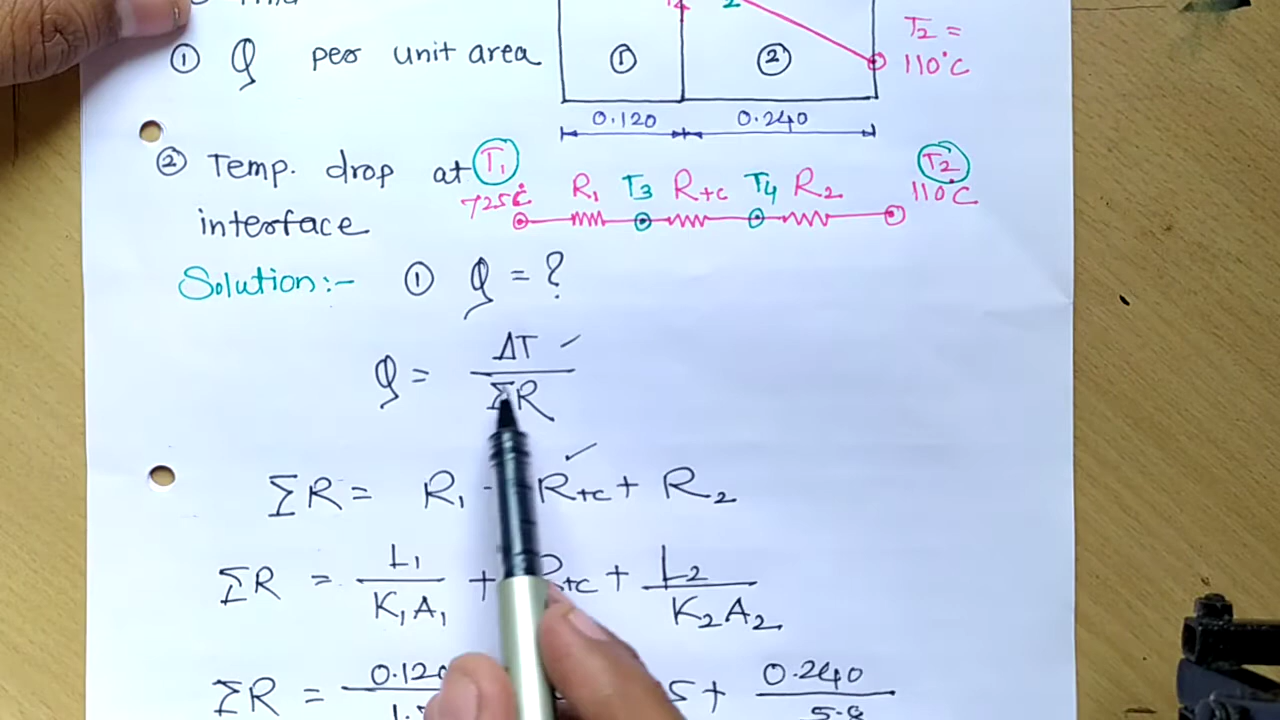 ① Q per unit area
① ②
T2 = 110°C
0.120 0.240
② Temp. drop at interface
T1 725°C R1 T3 Rtc T4 R2 T2 110°C
Solution:- ① Q = ?
Q = ΔT / ΣR
ΣR = R1 + Rtc + R2
ΣR = L1 / K1A1 + Rtc + L2 / K2A2
ΣR = 0.120 + 0.240 / 5.8